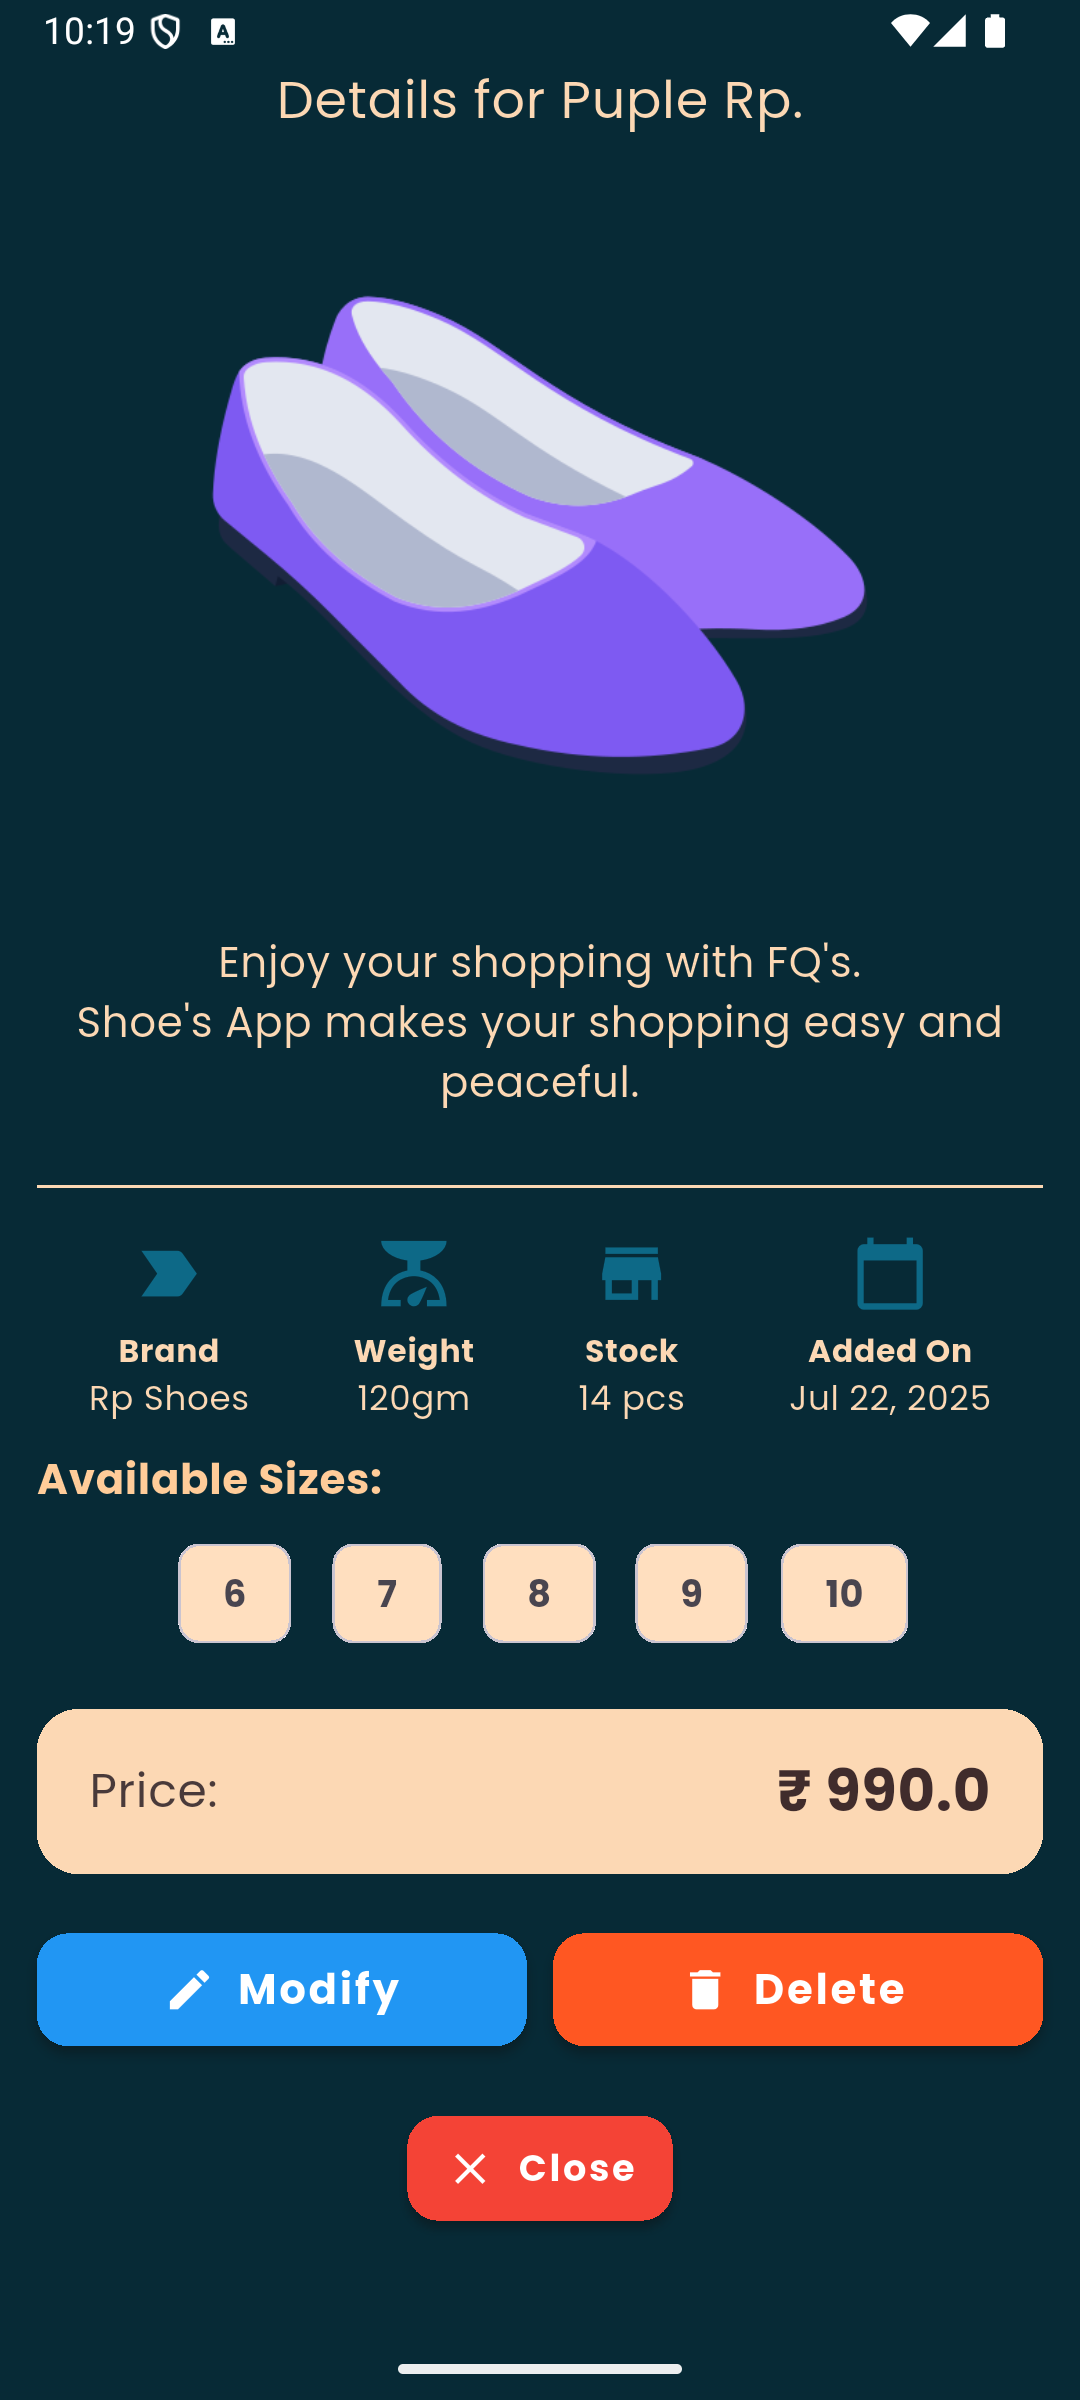 10:19
Details for Puple Rp.
Enjoy your shopping with FQ's.
Shoe's App makes your shopping easy and
peaceful.
Brand Weight Stock Added On
Rp Shoes 120gm 14 pcs Jul 22, 2025
Available Sizes:
6 7 8 9 10
Price: ₹ 990.0
Modify Delete
Close